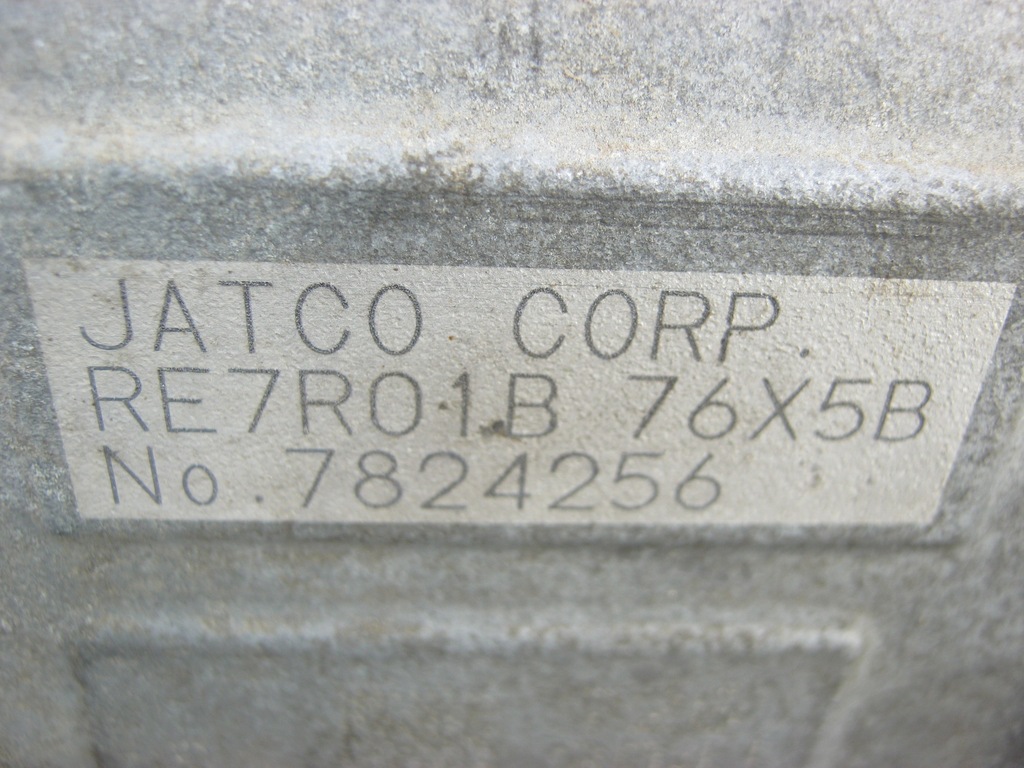 JATCO CORP.
RE7R01B 76X5B
No. 7824256